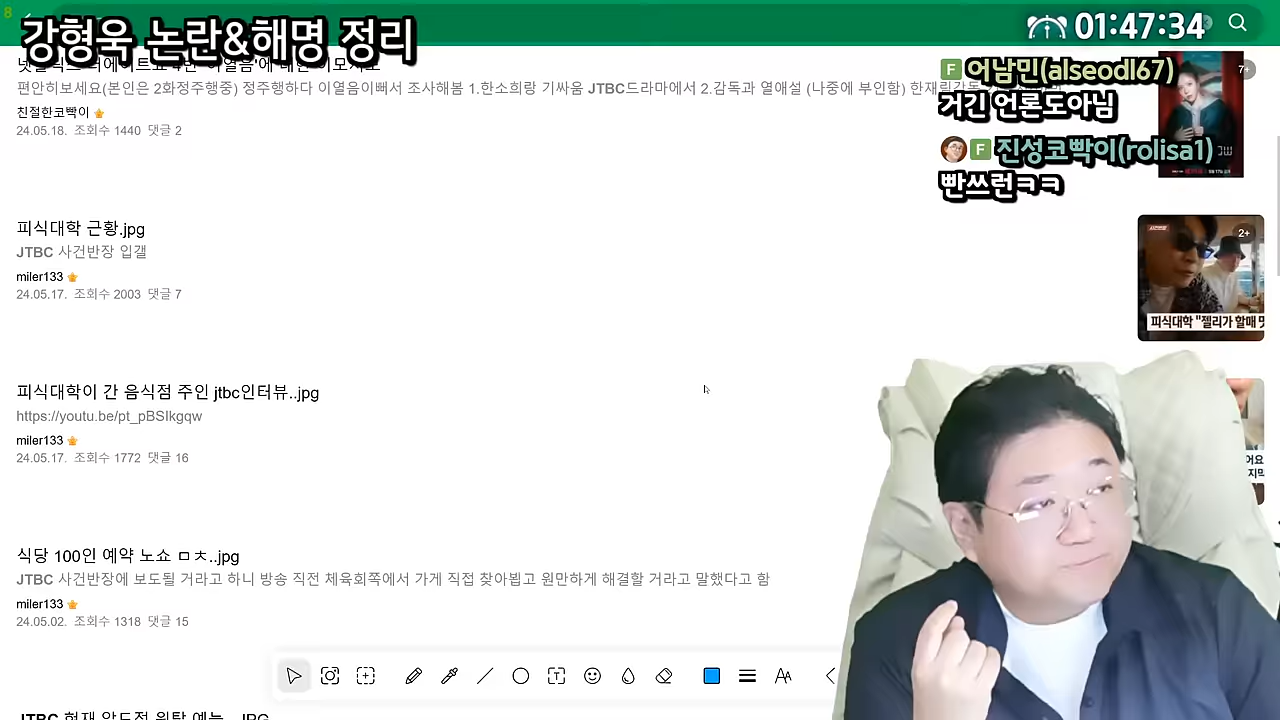 8
강형욱 논란&해명 정리
01:47:34
편안히보세요(본인은 2화정주행중) 정주행하다 이열음이뻐서 조사해봄 1.한소희랑 기싸움 JTBC드라마에서 2.감독과 열애설 (나중에 부인함)
친절한코빡이
24.05.18. 조회수 1440 댓글 2
7+
F 어남민(alseodl67)
거긴 언론도아님
F 진성코빡이(rolisa1)
빤쓰런ㅋㅋ
피식대학 근황.jpg
JTBC 사건반장 입갤
miler133
24.05.17. 조회수 2003 댓글 7
사건반장
2+
피식대학 "젤리가 할매 맛
피식대학이 간 음식점 주인 jtbc인터뷰..jpg
https://youtu.be/pt_pBSIkgqw
miler133
24.05.17. 조회수 1772 댓글 16
식당 100인 예약 노쇼 ㅁㅊ..jpg
JTBC 사건반장에 보도될 거라고 하니 방송 직전 체육회쪽에서 가게 직접 찾아뵙고 원만하게 해결할 거라고 말했다고 함
miler133
24.05.02. 조회수 1318 댓글 15